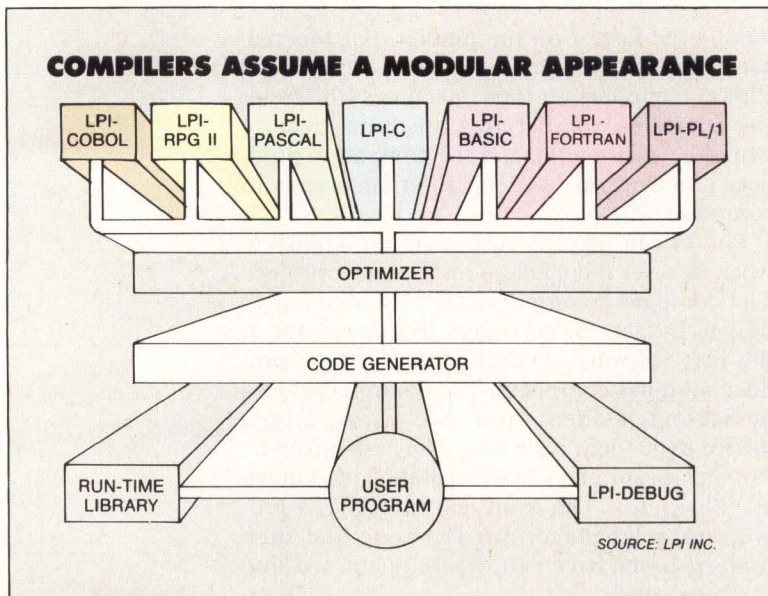 COMPILERS ASSUME A MODULAR APPEARANCE
LPI-
COBOL
LPI-
RPG II
LPI-
PASCAL
LPI-C
LPI-
BASIC
LPI-
FORTRAN
LPI-PL/1
OPTIMIZER
CODE GENERATOR
RUN-TIME
LIBRARY
USER
PROGRAM
LPI-DEBUG
SOURCE: LPI INC.